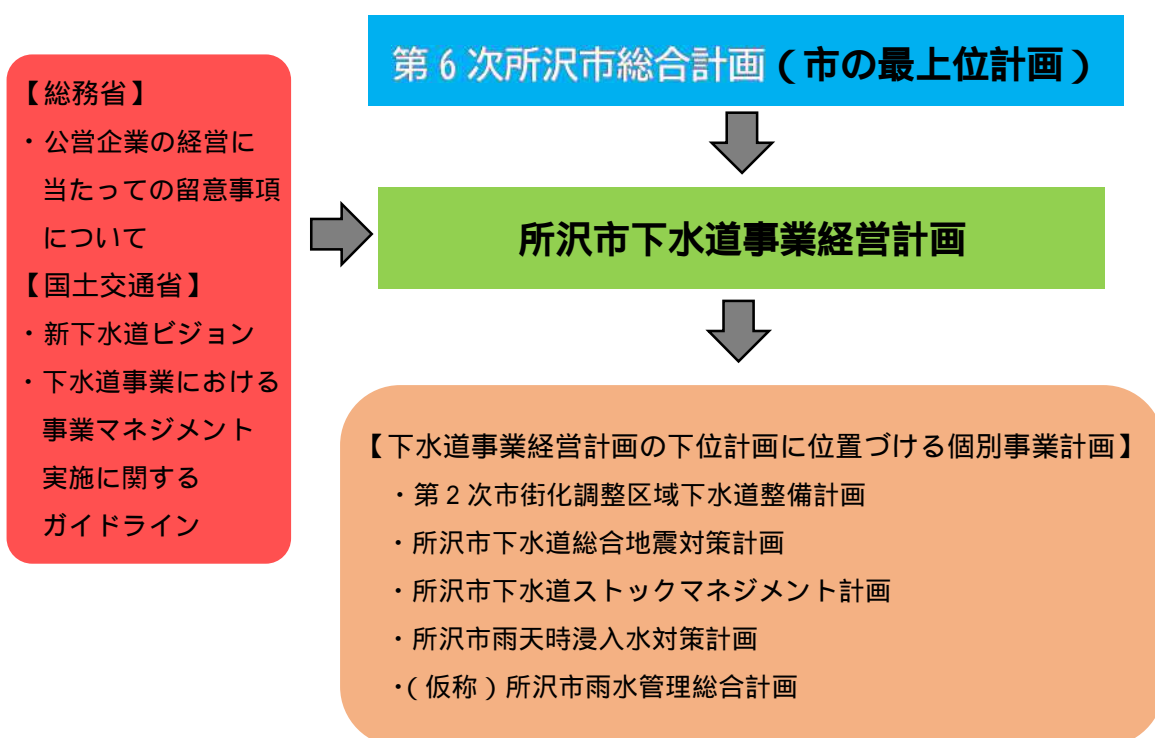 第6次所沢市総合計画(市の最上位計画)
【総務省】
・公営企業の経営に
当たっての留意事項
について
【国土交通省】
・新下水道ビジョン
・下水道事業における
事業マネジメント
実施に関する
ガイドライン
所沢市下水道事業経営計画
【下水道事業経営計画の下位計画に位置づける個別事業計画】
・第2次市街化調整区域下水道整備計画
・所沢市下水道総合地震対策計画
・所沢市下水道ストックマネジメント計画
・所沢市雨天時浸入水対策計画
・(仮称)所沢市雨水管理総合計画